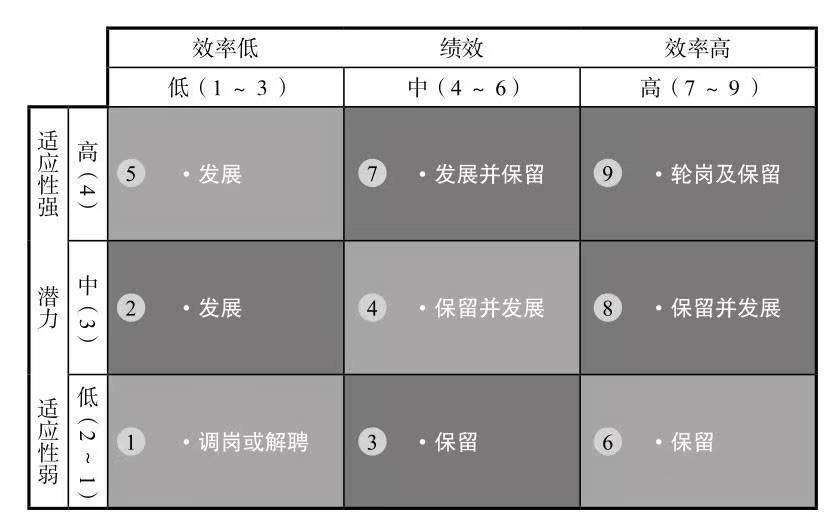 效率低 绩效 效率高
低(1 ~ 3) 中(4 ~ 6) 高(7 ~ 9)
适应性强 高(4) 5 ·发展 7 ·发展并保留 9 ·轮岗及保留
潜力 中(3) 2 ·发展 4 ·保留并发展 8 ·保留并发展
适应性弱 低(2 ~ 1) 1 ·调岗或解聘 3 ·保留 6 ·保留